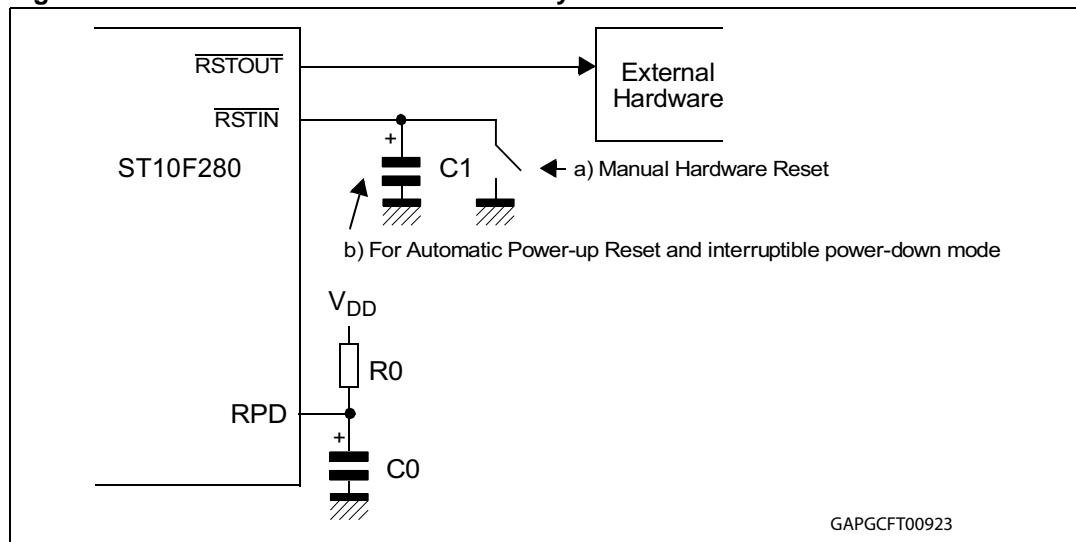 RSTOUT
External
Hardware
RSTIN
+
ST10F280
C1
a) Manual Hardware Reset
b) For Automatic Power-up Reset and interruptible power-down mode
VDD
R0
RPD
+
C0
GAPGCFT00923